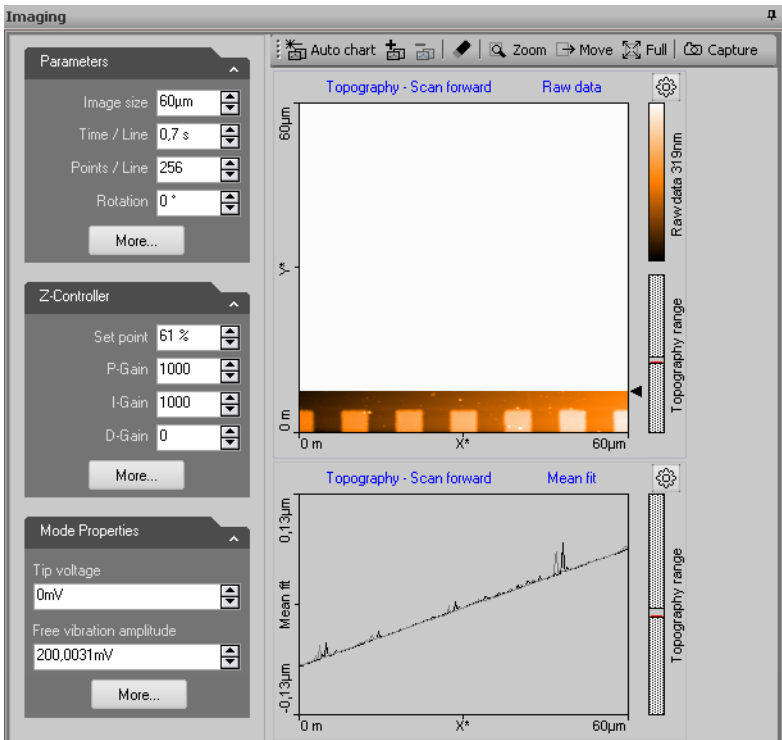 Imaging
Parameters
Image size 60µm
Time / Line 0,7 s
Points / Line 256
Rotation 0 °
More...
Z-Controller
Set point 61 %
P-Gain 1000
I-Gain 1000
D-Gain 0
More...
Mode Properties
Tip voltage
0mV
Free vibration amplitude
200,0031mV
More...
Auto chart Zoom Move Full Capture
Topography - Scan forward Raw data
60µm
Y*
0 m
0 m X* 60µm
Raw data 319nm
Topography range
Topography - Scan forward Mean fit
0,13µm
Mean fit
-0,13µm
0 m X* 60µm
Topography range